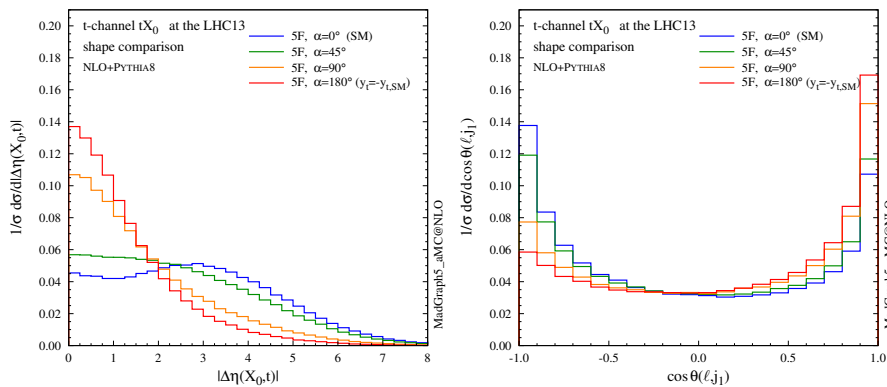 t-channel tX0 at the LHC13
shape comparison
NLO+PYTHIA8
5F, α=0° (SM)
5F, α=45°
5F, α=90°
5F, α=180° (yt=-yt,SM)
1/σ dσ/d|Δη(X0,t)|
0.00
0.02
0.04
0.06
0.08
0.10
0.12
0.14
0.16
0.18
0.20
0
1
2
3
4
5
6
7
8
|Δη(X0,t)|
MadGraph5_aMC@NLO
t-channel tX0 at the LHC13
shape comparison
NLO+PYTHIA8
5F, α=0° (SM)
5F, α=45°
5F, α=90°
5F, α=180° (yt=-yt,SM)
1/σ dσ/dcosθ(ℓ,j1)
0.00
0.02
0.04
0.06
0.08
0.10
0.12
0.14
0.16
0.18
0.20
-1.0
-0.5
0.0
0.5
1.0
cosθ(ℓ,j1)